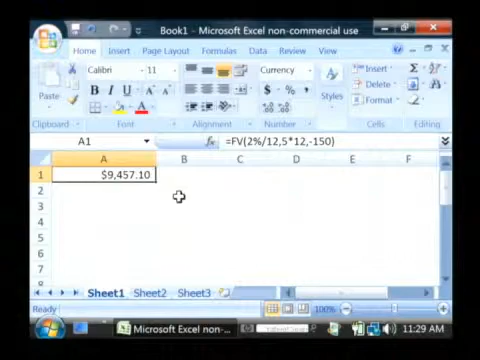 Book1 - Microsoft Excel non-commercial use
Home Insert Page Layout Formulas Data Review View
Calibri 11 Currency Insert
Paste B I U $ % , Styles Delete
Format
Clipboard Font Alignment Number Cells Editing
A1 fx =FV(2%/12,5*12,-150)
A B C D E F
1 $9,457.10
2
3
4
5
6
7
8
Sheet1 Sheet2 Sheet3
Ready 100%
Microsoft Excel non-... 11:29 AM